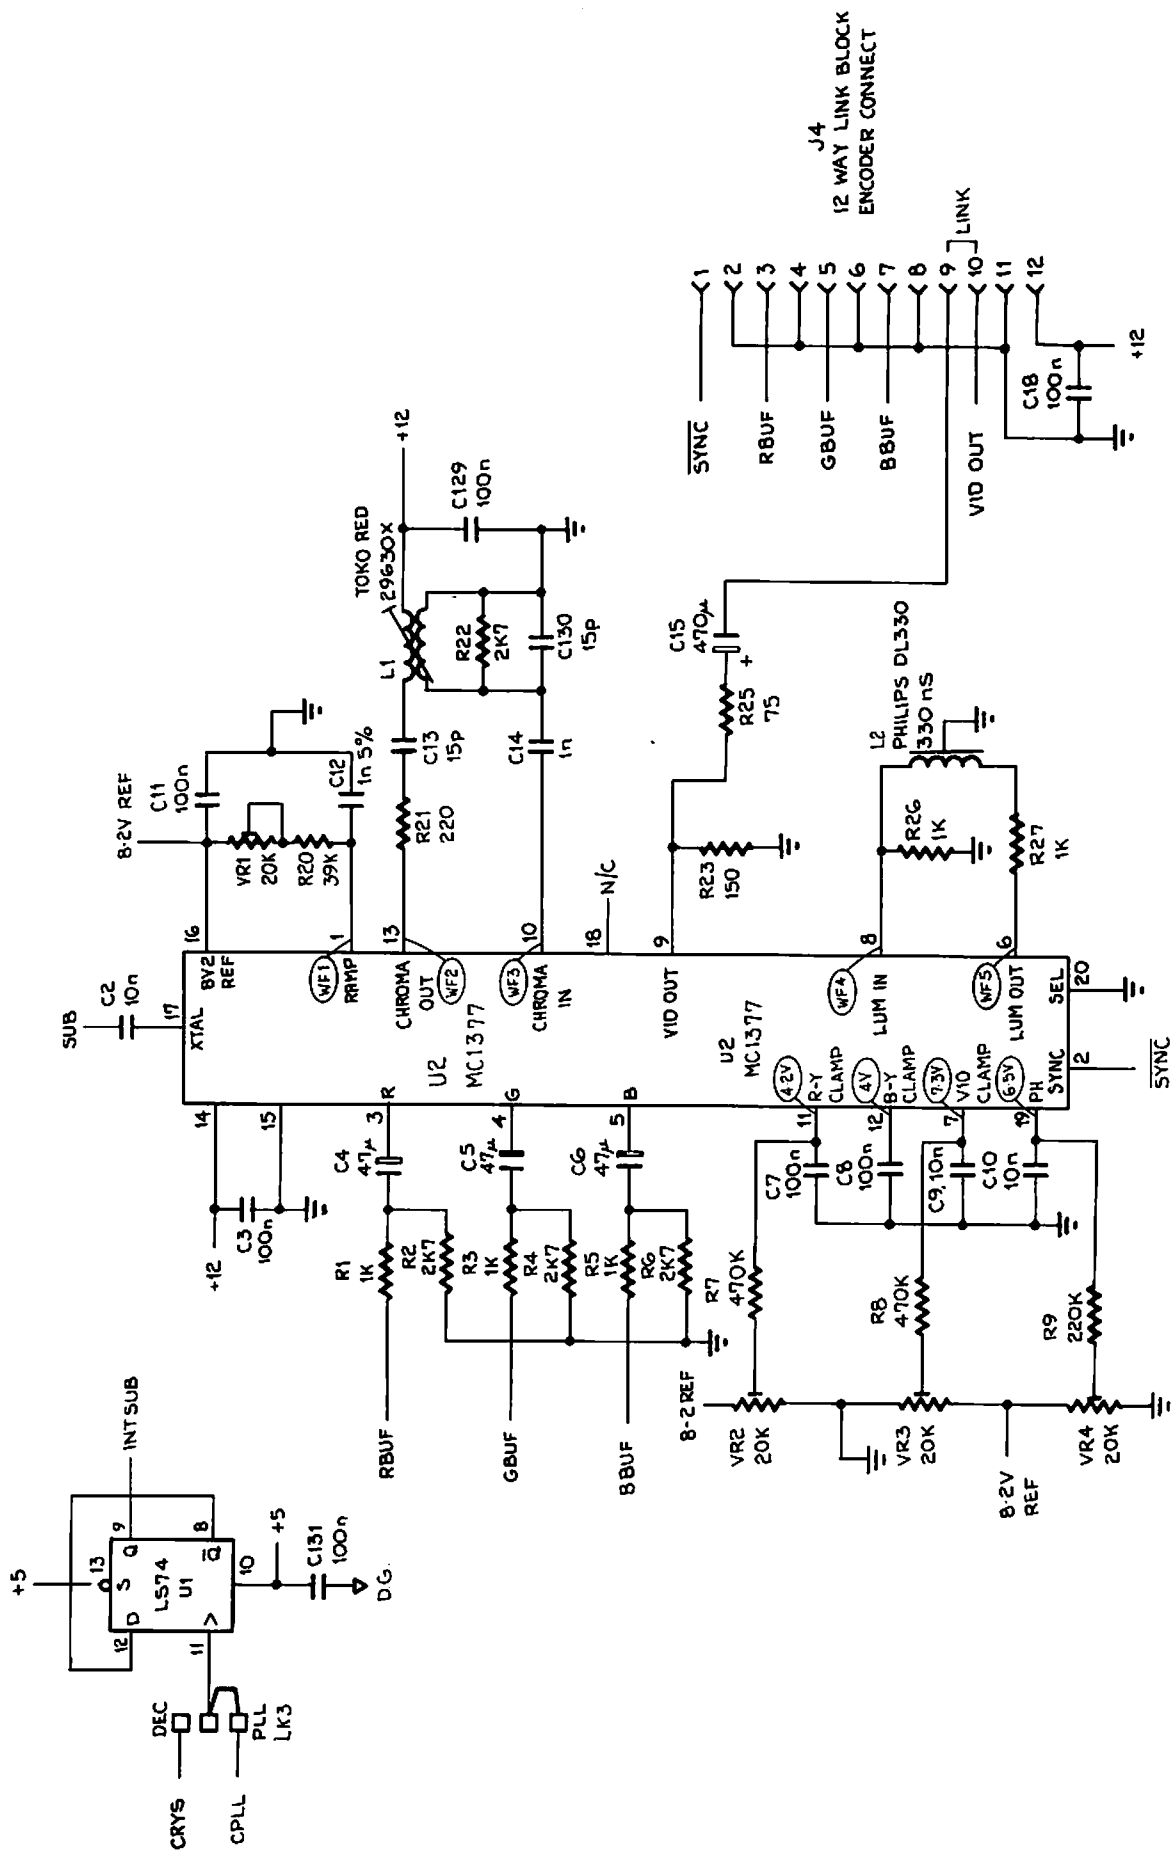 +5
13
S
12
D
Q
9
INTSUB
LS74
U1
11
>
Q̅
8
10
+5
C131
100n
D.G.
DEC
PLL
LK3
CRYS
CPLL
SUB
C2
10n
17
XTAL
14
15
+12
C3
100n
16
8V2
REF
8·2V REF
C11
100n
VR1
20K
R20
39K
C12
1n 5%
WF1
1
RAMP
13
CHROMA
OUT
WF2
R21
220
C13
15p
L1
TOKO RED
29630X
+12
C129
100n
R22
2K7
C130
15p
C14
1n
WF3
10
CHROMA
IN
U2
MC1377
18
N/C
3
R
C4
47µ
R1
1K
R2
2K7
RBUF
4
G
C5
47µ
R3
1K
R4
2K7
GBUF
5
B
C6
47µ
R5
1K
R6
2K7
BBUF
VID OUT
9
R23
150
R25
75
C15
470µ
+
U2
MC1377
WF4
8
LUM IN
R26
1K
L2
PHILIPS DL330
330nS
R27
1K
WF5
6
LUM OUT
SEL
20
SYNC
2
S̅Y̅N̅C̅
4·2V
11
R-Y
CLAMP
4V
12
B-Y
CLAMP
7·3V
7
VID
CLAMP
6·5V
19
PH
C7
100n
C8
100n
C9,10n
C10
10n
R7
470K
R8
470K
R9
220K
8-2 REF
VR2
20K
VR3
20K
8·2V
REF
VR4
20K
J4
12 WAY LINK BLOCK
ENCODER CONNECT
S̅Y̅N̅C̅
RBUF
GBUF
BBUF
VID OUT
1
2
3
4
5
6
7
8
9
10
11
12
LINK
C18
100n
+12